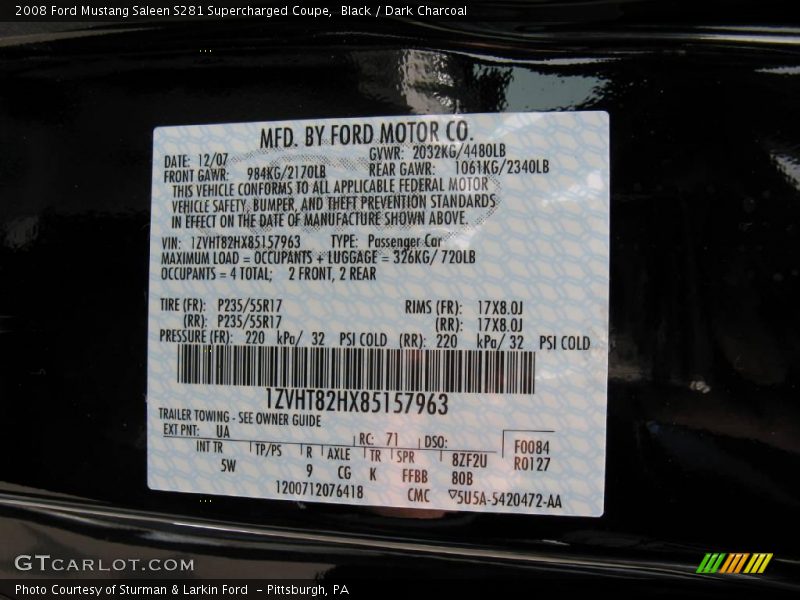 2008 Ford Mustang Saleen S281 Supercharged Coupe, Black / Dark Charcoal
MFD. BY FORD MOTOR CO.
DATE: 12/07 GVWR: 2032KG/4480LB
FRONT GAWR: 984KG/2170LB REAR GAWR: 1061KG/2340LB
THIS VEHICLE CONFORMS TO ALL APPLICABLE FEDERAL MOTOR
VEHICLE SAFETY, BUMPER, AND THEFT PREVENTION STANDARDS
IN EFFECT ON THE DATE OF MANUFACTURE SHOWN ABOVE.
VIN: 1ZVHT82HX85157963 TYPE: Passenger Car
MAXIMUM LOAD = OCCUPANTS + LUGGAGE = 326KG/ 720LB
OCCUPANTS = 4 TOTAL; 2 FRONT, 2 REAR
TIRE (FR): P235/55R17 RIMS (FR): 17X8.0J
(RR): P235/55R17 (RR): 17X8.0J
PRESSURE (FR): 220 kPa/ 32 PSI COLD (RR): 220 kPa/ 32 PSI COLD
1ZVHT82HX85157963
TRAILER TOWING - SEE OWNER GUIDE
EXT PNT: UA RC: 71 DSO: F0084
INT TR TP/PS R AXLE TR SPR 8ZF2U R0127
5W 9 CG K FFBB 80B
1200712076418 CMC ▽5U5A-5420472-AA
GTCARLOT.COM
Photo Courtesy of Sturman & Larkin Ford - Pittsburgh, PA